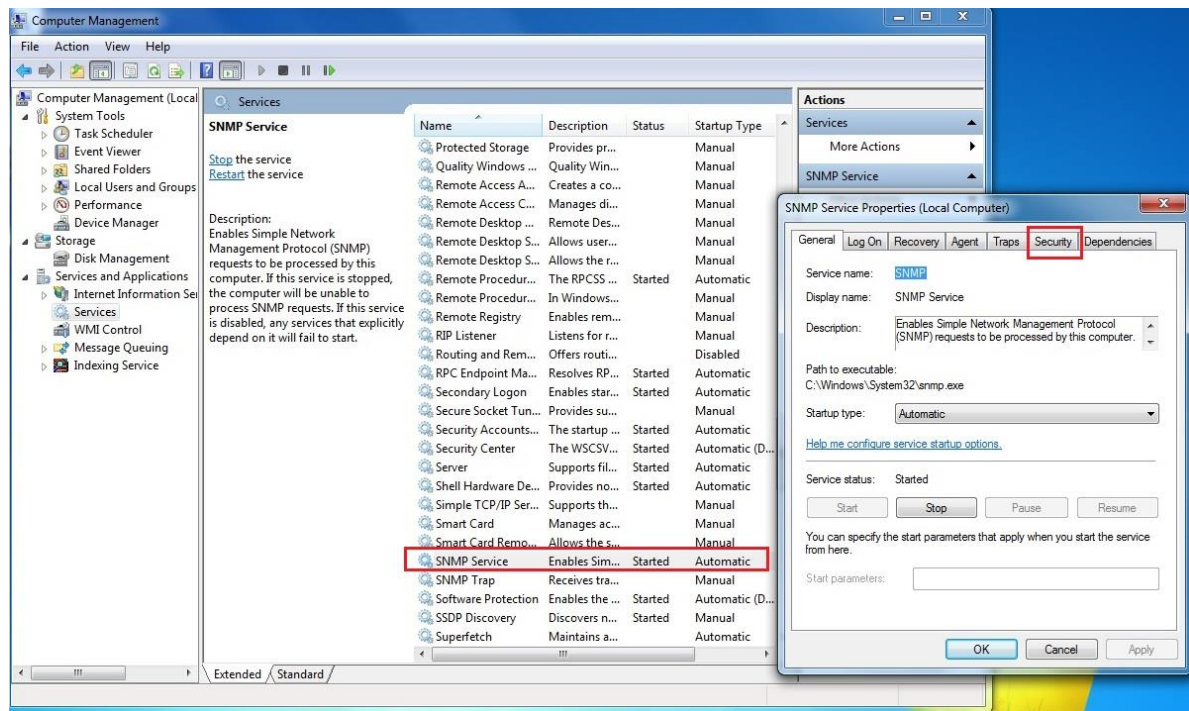 Computer Management
File Action View Help
Computer Management (Local
System Tools
Task Scheduler
Event Viewer
Shared Folders
Local Users and Groups
Performance
Device Manager
Storage
Disk Management
Services and Applications
Internet Information Ser
Services
WMI Control
Message Queuing
Indexing Service
Services
SNMP Service
Stop the service
Restart the service
Description:
Enables Simple Network
Management Protocol (SNMP)
requests to be processed by this
computer. If this service is stopped,
the computer will be unable to
process SNMP requests. If this service
is disabled, any services that explicitly
depend on it will fail to start.
Name Description Status Startup Type
Protected Storage Provides pr... Manual
Quality Windows ... Quality Win... Manual
Remote Access A... Creates a co... Manual
Remote Access C... Manages di... Manual
Remote Desktop ... Remote Des... Manual
Remote Desktop S... Allows user... Manual
Remote Desktop S... Allows the r... Manual
Remote Procedur... The RPCSS ... Started Automatic
Remote Procedur... In Windows... Manual
Remote Registry Enables rem... Manual
RIP Listener Listens for r... Manual
Routing and Rem... Offers routi... Disabled
RPC Endpoint Ma... Resolves RP... Started Automatic
Secondary Logon Enables star... Started Automatic
Secure Socket Tun... Provides su... Manual
Security Accounts... The startup ... Started Automatic
Security Center The WSCSV... Started Automatic (D...
Server Supports fil... Started Automatic
Shell Hardware De... Provides no... Started Automatic
Simple TCP/IP Ser... Supports th... Manual
Smart Card Manages ac... Manual
Smart Card Remo... Allows the s... Manual
SNMP Service Enables Sim... Started Automatic
SNMP Trap Receives tra... Manual
Software Protection Enables the ... Started Automatic (D...
SSDP Discovery Discovers n... Started Manual
Superfetch Maintains a... Automatic
Extended Standard
Actions
Services
More Actions
SNMP Service
SNMP Service Properties (Local Computer)
General Log On Recovery Agent Traps Security Dependencies
Service name: SNMP
Display name: SNMP Service
Description: Enables Simple Network Management Protocol
(SNMP) requests to be processed by this computer.
Path to executable:
C:\Windows\System32\snmp.exe
Startup type: Automatic
Help me configure service startup options.
Service status: Started
Start Stop Pause Resume
You can specify the start parameters that apply when you start the service
from here.
Start parameters:
OK Cancel Apply